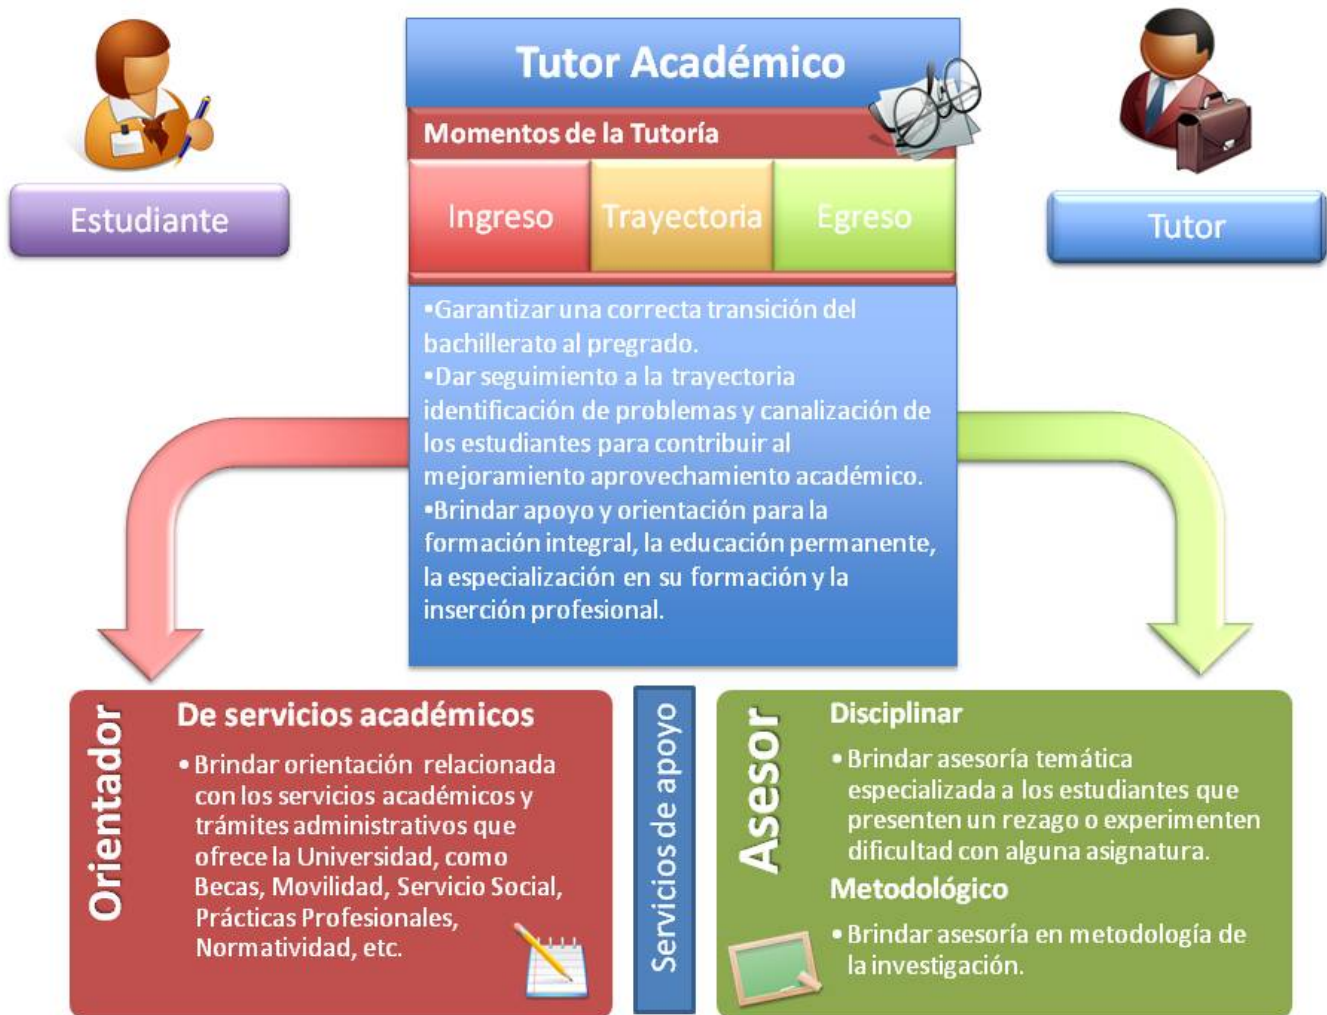 Tutor Académico
Momentos de la Tutoría
Ingreso
Trayectoria
Egreso
Estudiante
Tutor
•Garantizar una correcta transición del
bachillerato al pregrado.
•Dar seguimiento a la trayectoria
identificación de problemas y canalización de
los estudiantes para contribuir al
mejoramiento aprovechamiento académico.
•Brindar apoyo y orientación para la
formación integral, la educación permanente,
la especialización en su formación y la
inserción profesional.
Orientador
De servicios académicos
• Brindar orientación relacionada
con los servicios académicos y
trámites administrativos que
ofrece la Universidad, como
Becas, Movilidad, Servicio Social,
Prácticas Profesionales,
Normatividad, etc.
Servicios de apoyo
Asesor
Disciplinar
• Brindar asesoría temática
especializada a los estudiantes que
presenten un rezago o experimenten
dificultad con alguna asignatura.
Metodológico
• Brindar asesoría en metodología de
la investigación.